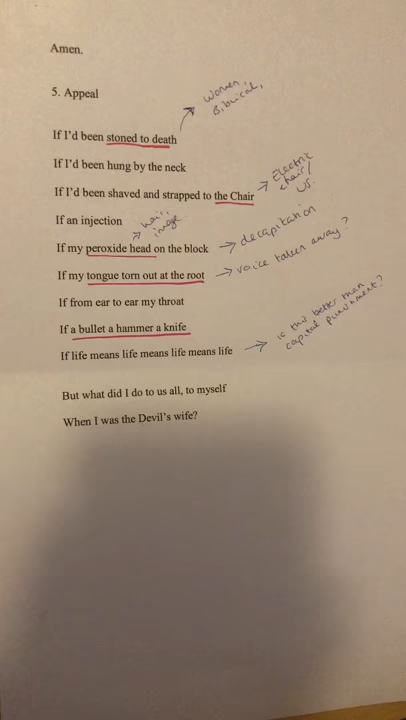 Amen.
5. Appeal
Women,
Biblical,
If I'd been stoned to death
If I'd been hung by the neck
If I'd been shaved and strapped to the Chair
Electric
chair/
US.
If an injection
hair,
image
If my peroxide head on the block
decapitation
If my tongue torn out at the root
voice taken away?
If from ear to ear my throat
If a bullet a hammer a knife
If life means life means life means life
is this better than
capital punishment?
But what did I do to us all, to myself
When I was the Devil's wife?